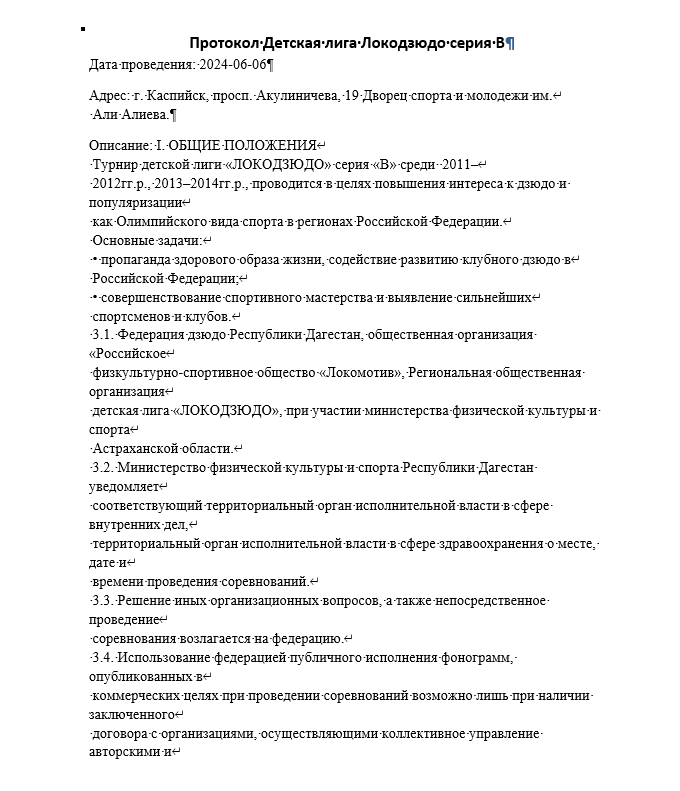 Протокол Детская лига Локодзюдо серия В
Дата проведения: 2024-06-06
Адрес: г. Каспийск, просп. Акулиничева, 19 Дворец спорта и молодежи им.
Али Алиева.
Описание: I. ОБЩИЕ ПОЛОЖЕНИЯ
Турнир детской лиги «ЛОКОДЗЮДО» серия «В» среди  2011–
2012гг.р., 2013–2014гг.р., проводится в целях повышения интереса к дзюдо и
популяризации
как Олимпийского вида спорта в регионах Российской Федерации.
Основные задачи:
• пропаганда здорового образа жизни, содействие развитию клубного дзюдо в
Российской Федерации;
• совершенствование спортивного мастерства и выявление сильнейших
спортсменов и клубов.
3.1. Федерация дзюдо Республики Дагестан, общественная организация
«Российское
физкультурно-спортивное общество «Локомотив», Региональная общественная
организация
детская лига «ЛОКОДЗЮДО», при участии министерства физической культуры и
спорта
Астраханской области.
3.2. Министерство физической культуры и спорта Республики Дагестан
уведомляет
соответствующий территориальный орган исполнительной власти в сфере
внутренних дел,
территориальный орган исполнительной власти в сфере здравоохранения о месте,
дате и
времени проведения соревнований.
3.3. Решение иных организационных вопросов, а также непосредственное
проведение
соревнования возлагается на федерацию.
3.4. Использование федерацией публичного исполнения фонограмм,
опубликованных в
коммерческих целях при проведении соревнований возможно лишь при наличии
заключенного
договора с организациями, осуществляющими коллективное управление
авторскими и